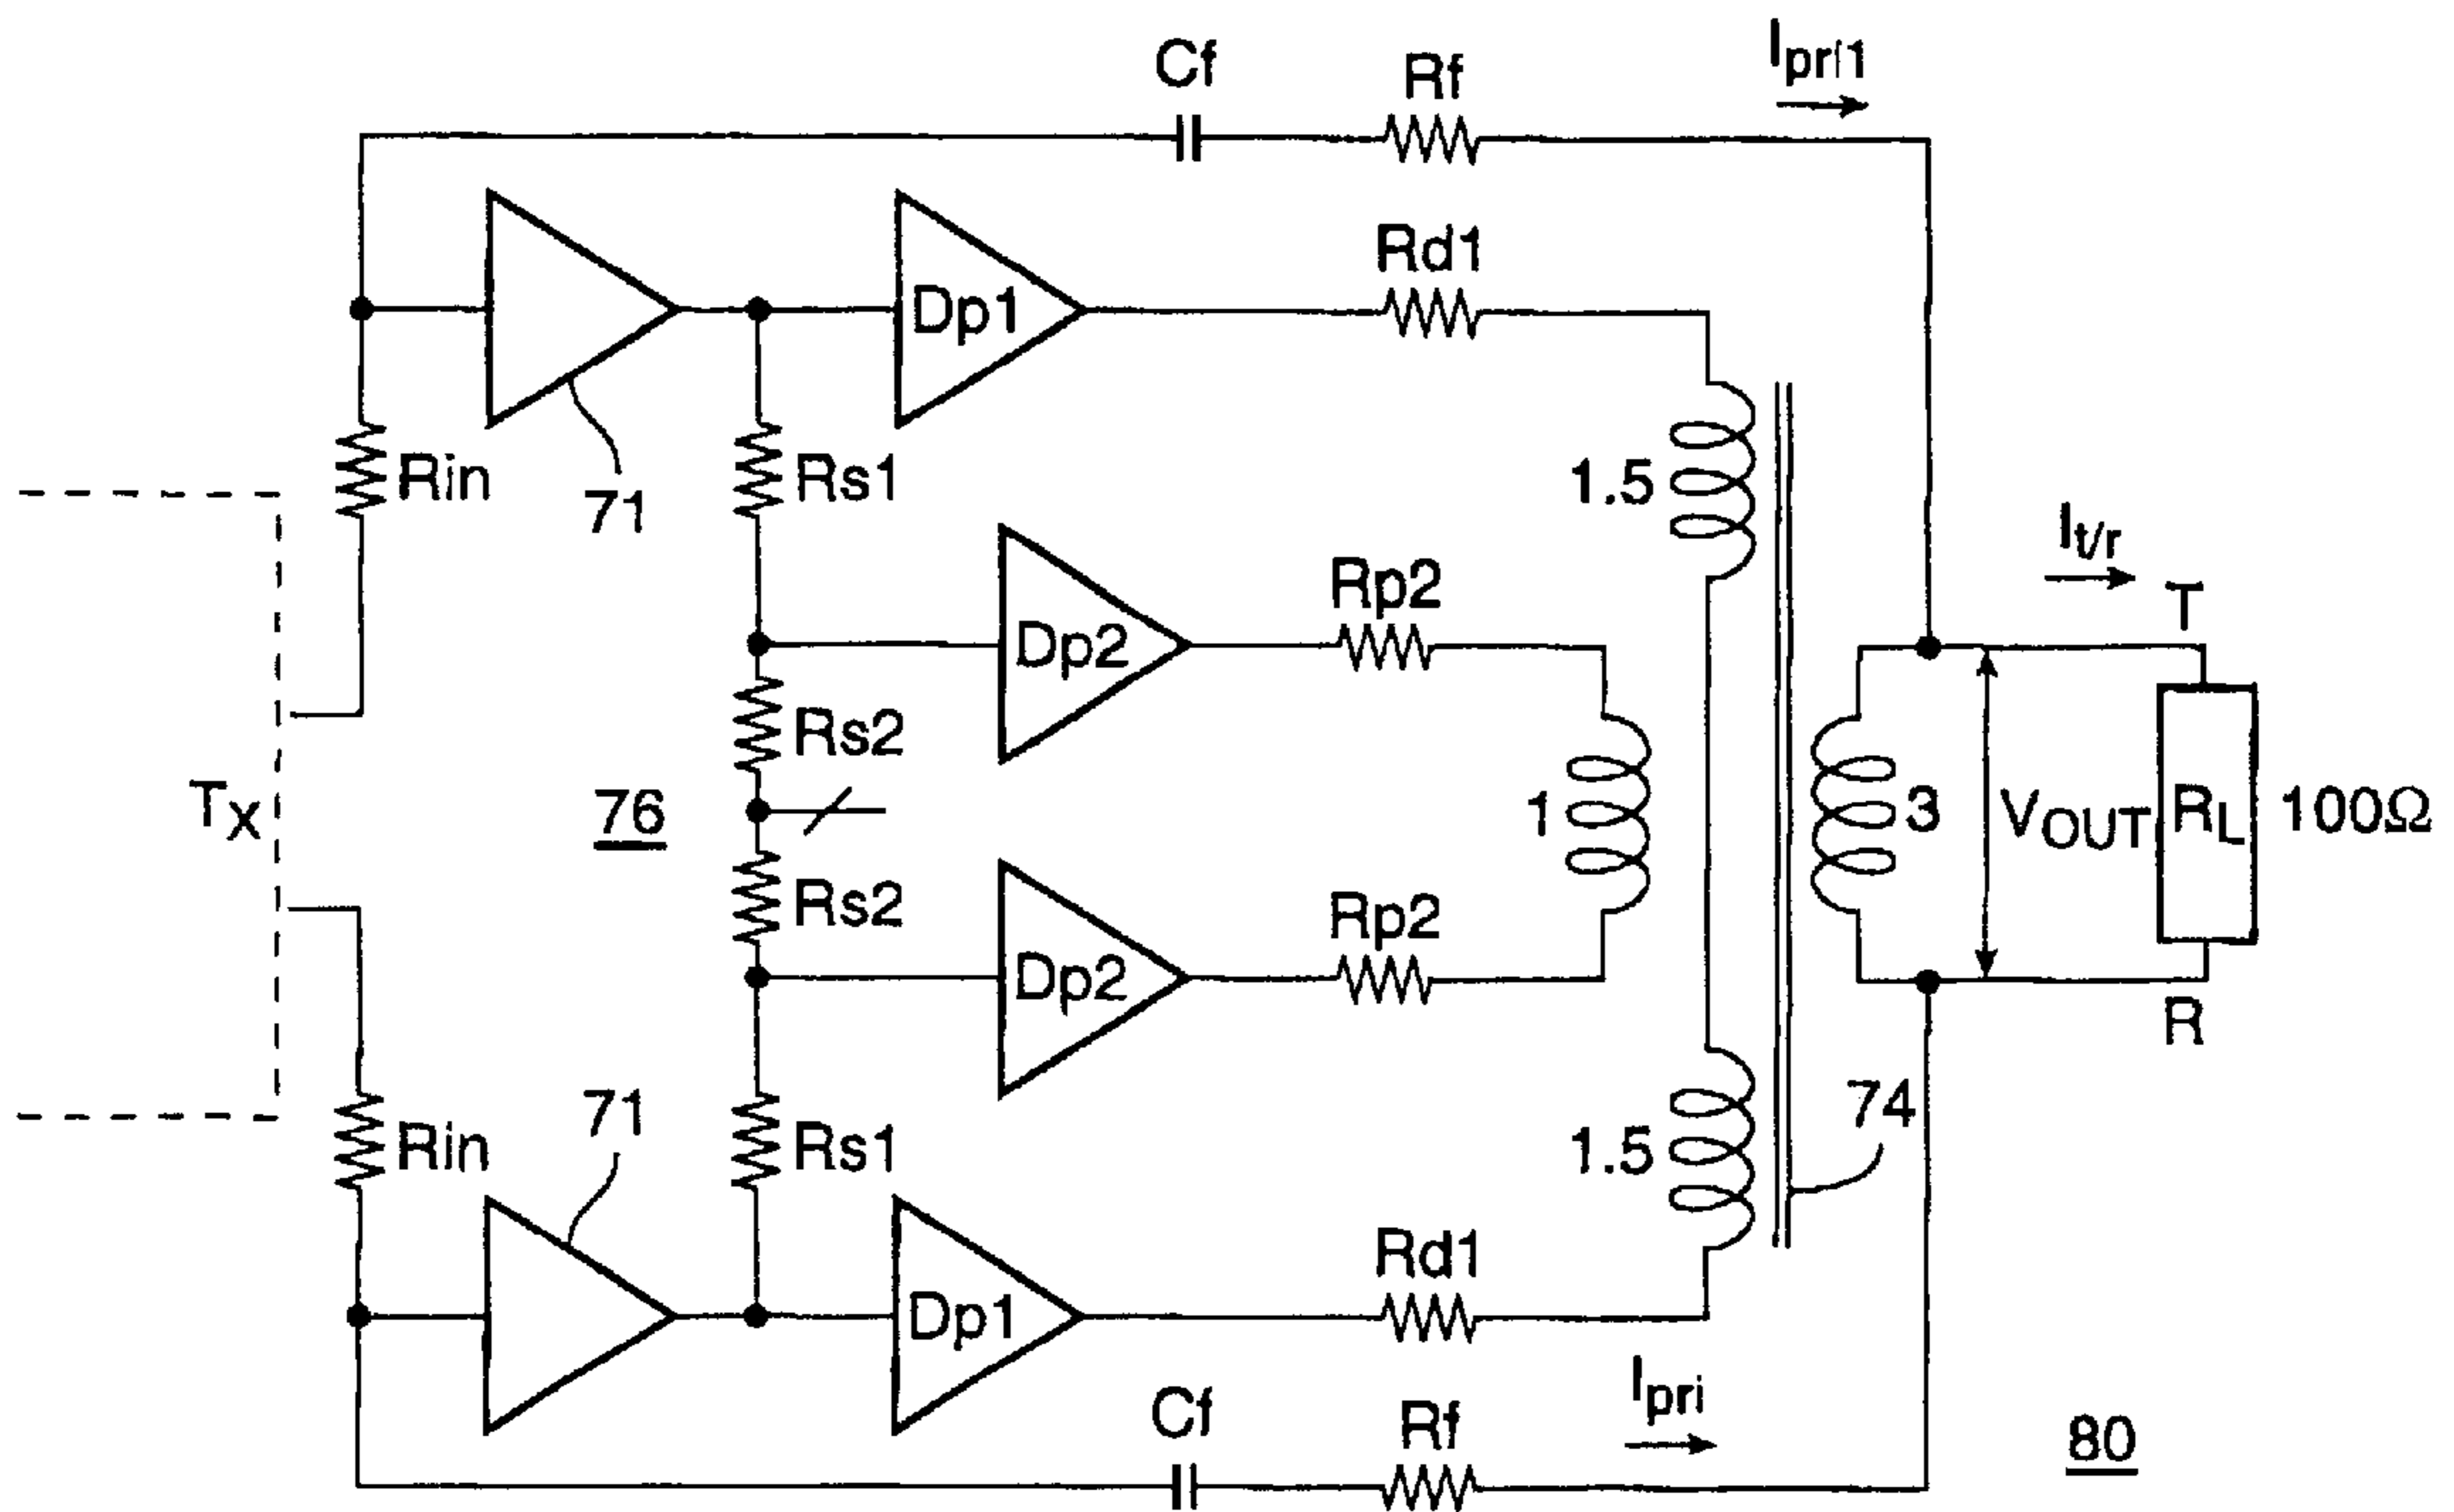 Cf
Rf
Ipri1
Rd1
Dp1
Rin
71
Rs1
1.5
It/r
T
Rp2
Dp2
Rs2
TX
76
1
3
VOUT
RL
100Ω
Rs2
Dp2
Rp2
R
71
Rin
Rs1
1.5
74
Rd1
Dp1
Ipri
Cf
Rf
80